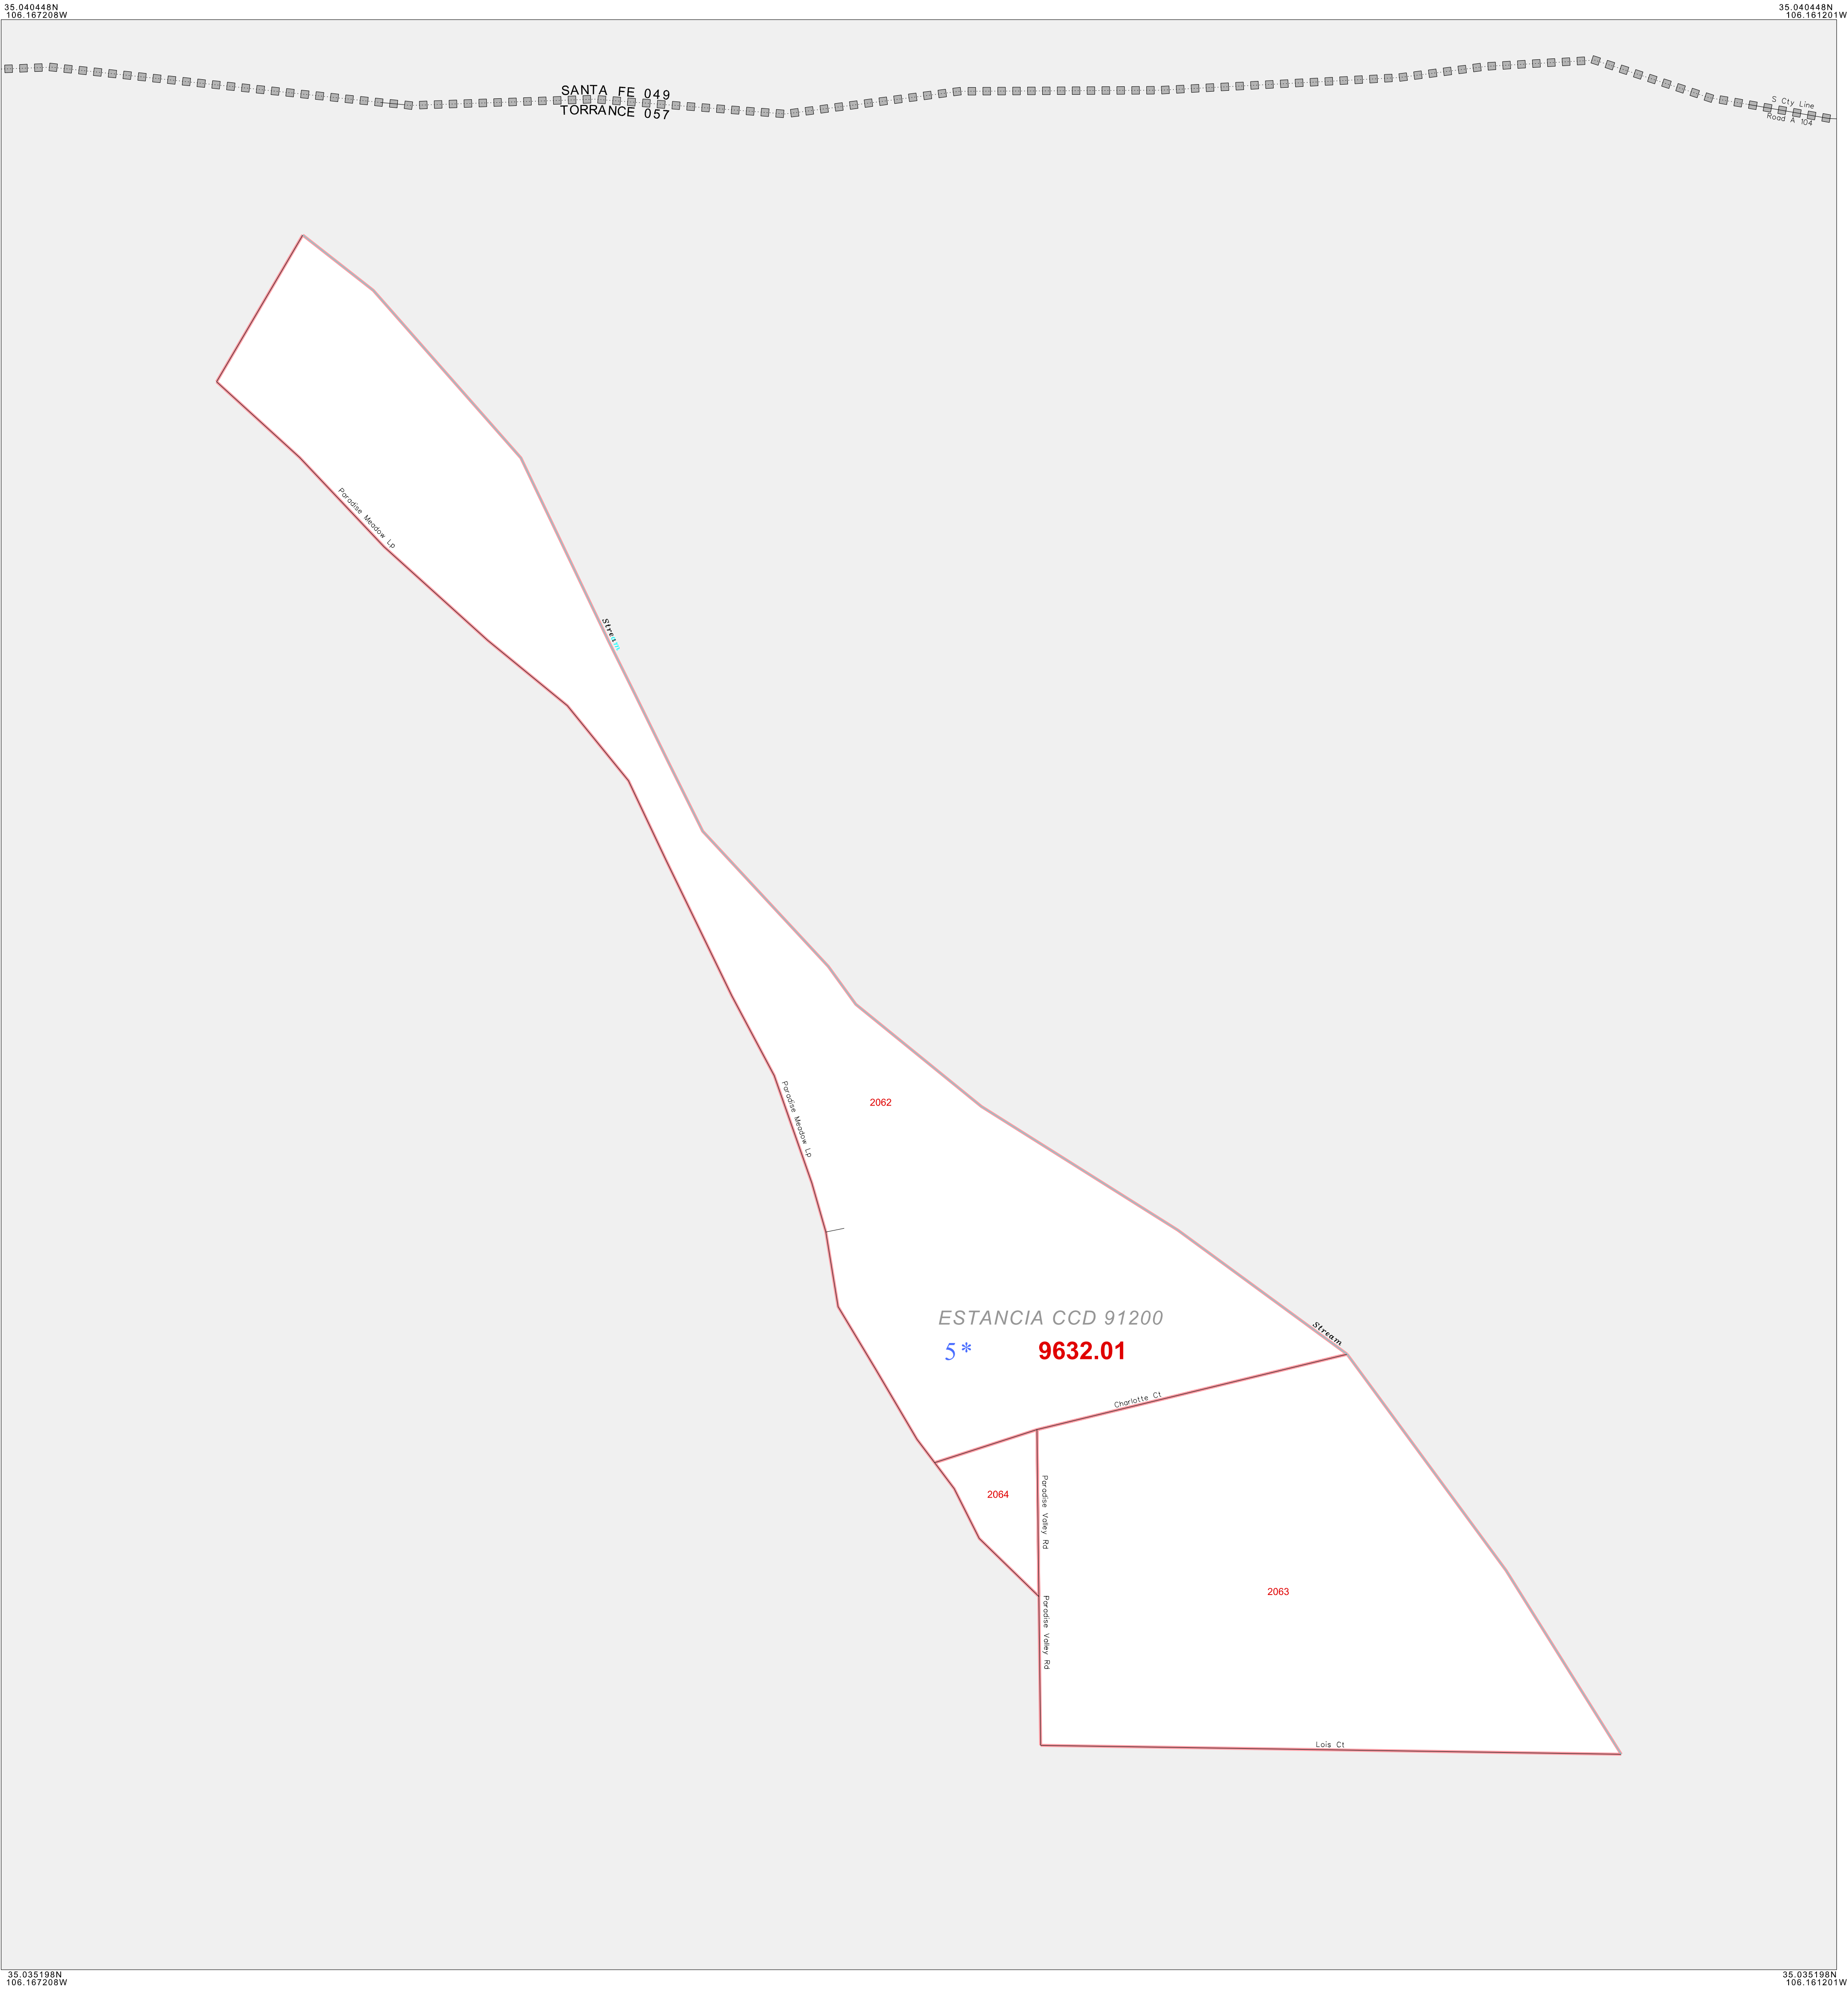 35.040448N
106.167208W
35.040448N
106.161201W
SANTA FE 049
TORRANCE 057
S Cty Line
Road A 104
Paradise Meadow Lp
Stream
Paradise Meadow Lp
2062
ESTANCIA CCD 91200
5* 9632.01
Stream
Charlotte Ct
2064
Paradise Valley Rd
2063
Paradise Valley Rd
Lois Ct
35.035198N
106.167208W
35.035198N
106.161201W